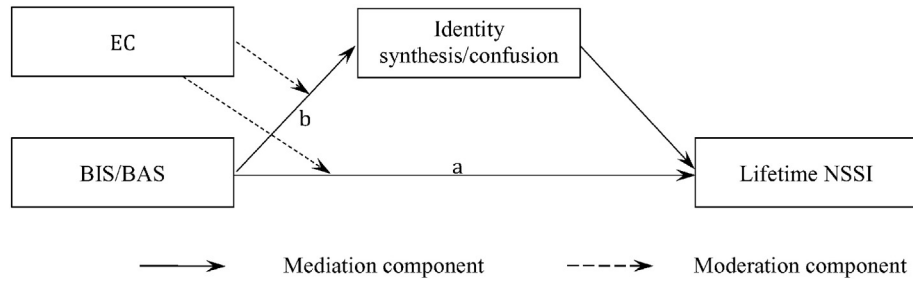 EC
Identity
synthesis/confusion
b
BIS/BAS
a
Lifetime NSSI
Mediation component
Moderation component